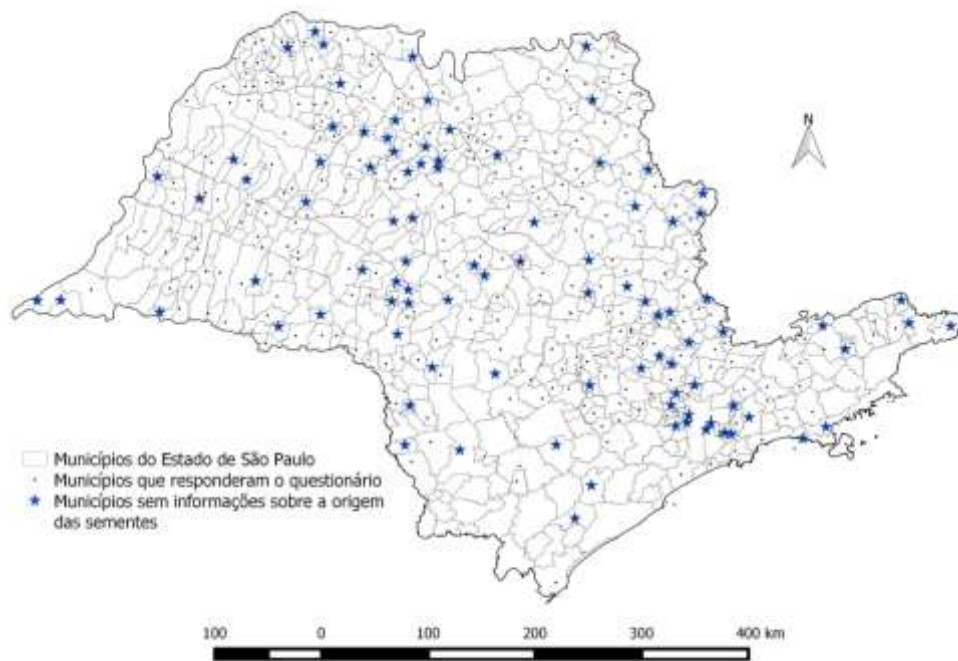 N
Municípios do Estado de São Paulo
Municípios que responderam o questionário
Municípios sem informações sobre a origem
das sementes
100 0 100 200 300 400 km